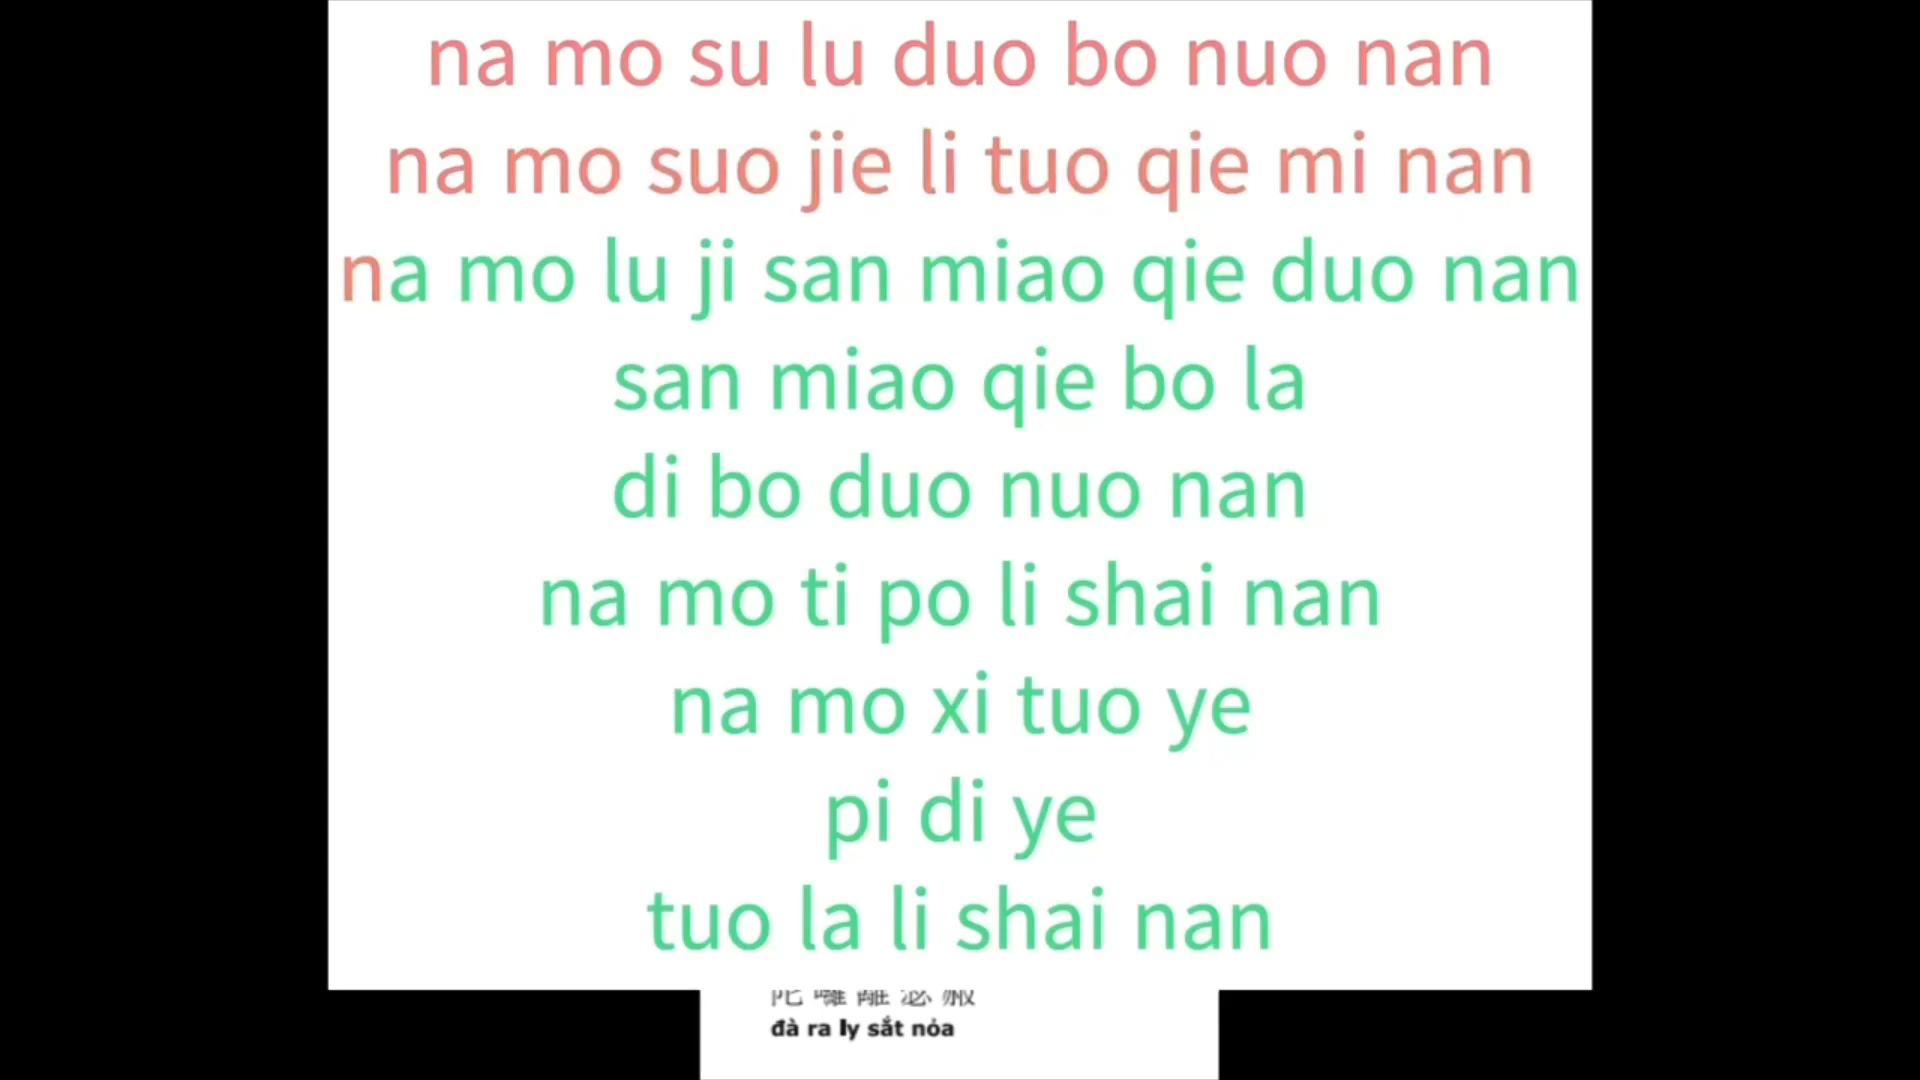 na mo su lu duo bo nuo nan
na mo suo jie li tuo qie mi nan
na mo lu ji san miao qie duo nan
san miao qie bo la
di bo duo nuo nan
na mo ti po li shai nan
na mo xi tuo ye
pi di ye
tuo la li shai nan
đà ra ly sắt nỏa